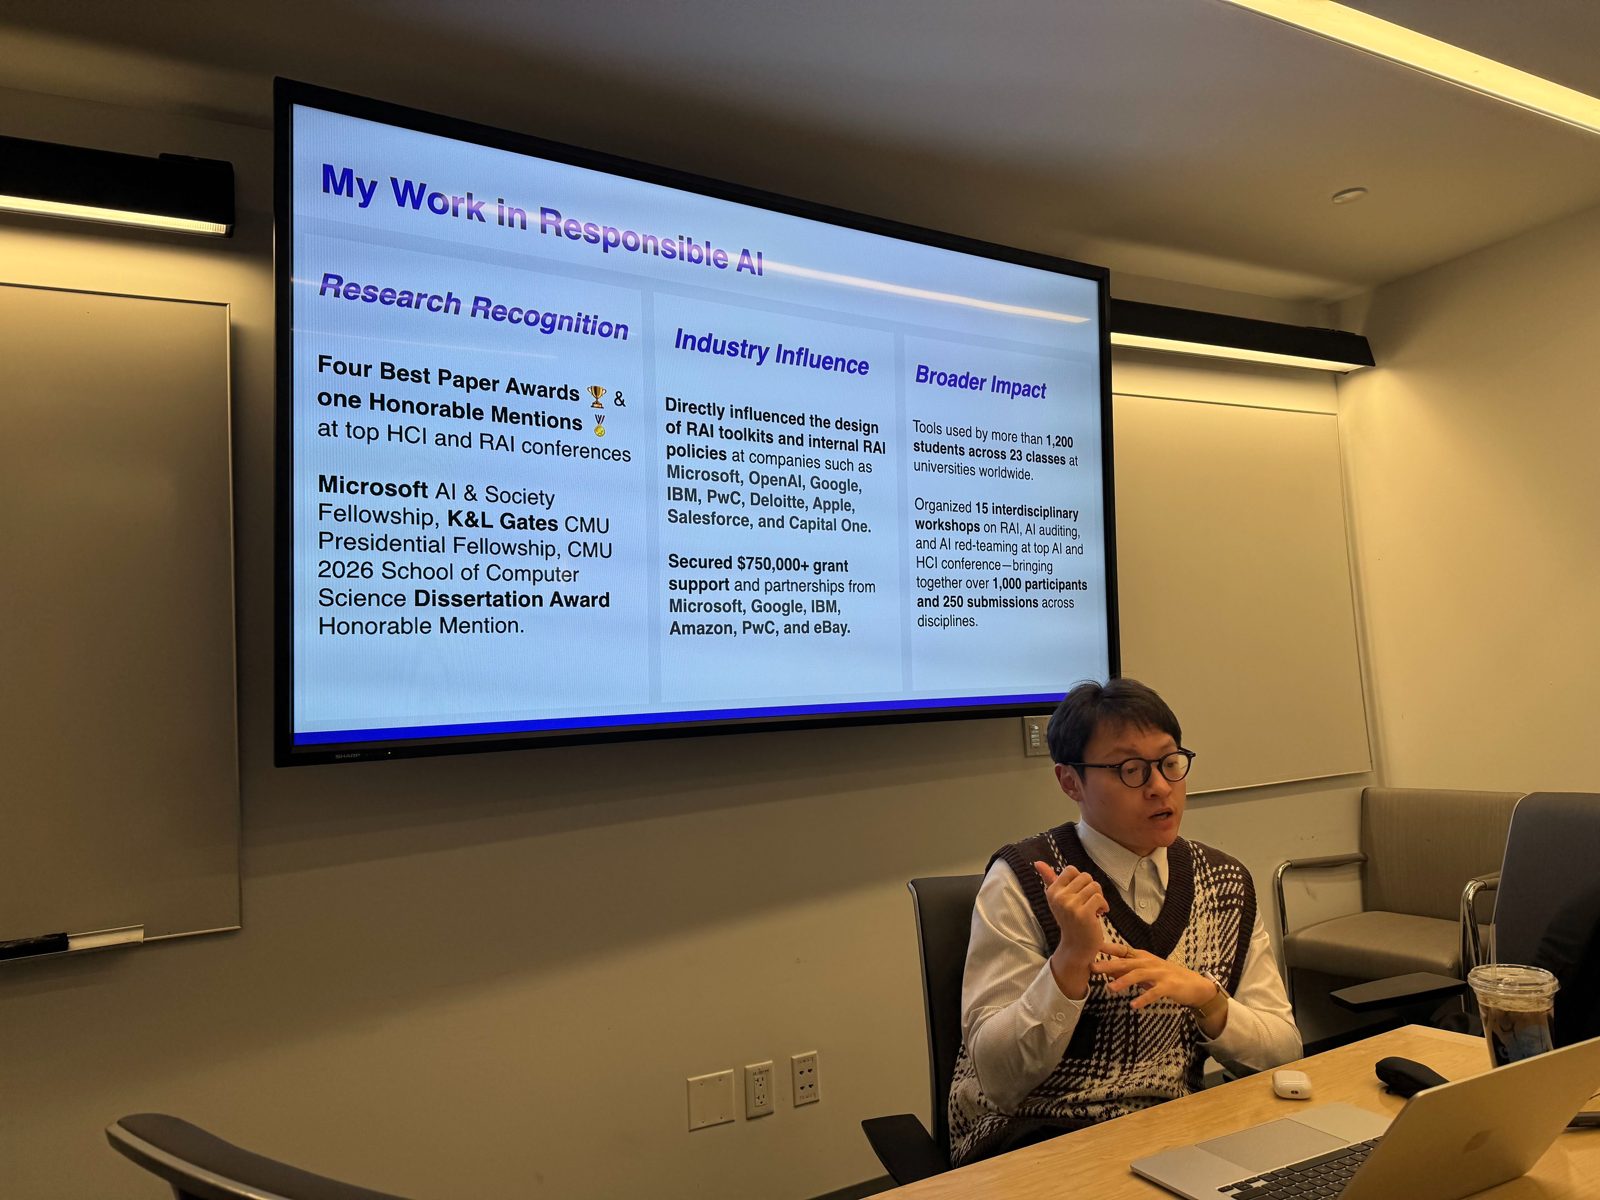 My Work in Responsible AI
Research Recognition
Four Best Paper Awards 🏆 &
one Honorable Mentions 🏅
at top HCI and RAI conferences
Microsoft AI & Society
Fellowship, K&L Gates CMU
Presidential Fellowship, CMU
2026 School of Computer
Science Dissertation Award
Honorable Mention.
Industry Influence
Directly influenced the design
of RAI toolkits and internal RAI
policies at companies such as
Microsoft, OpenAI, Google,
IBM, PwC, Deloitte, Apple,
Salesforce, and Capital One.
Secured $750,000+ grant
support and partnerships from
Microsoft, Google, IBM,
Amazon, PwC, and eBay.
Broader Impact
Tools used by more than 1,200
students across 23 classes at
universities worldwide.
Organized 15 interdisciplinary
workshops on RAI, AI auditing,
and AI red-teaming at top AI and
HCI conference—bringing
together over 1,000 participants
and 250 submissions across
disciplines.
SHARP